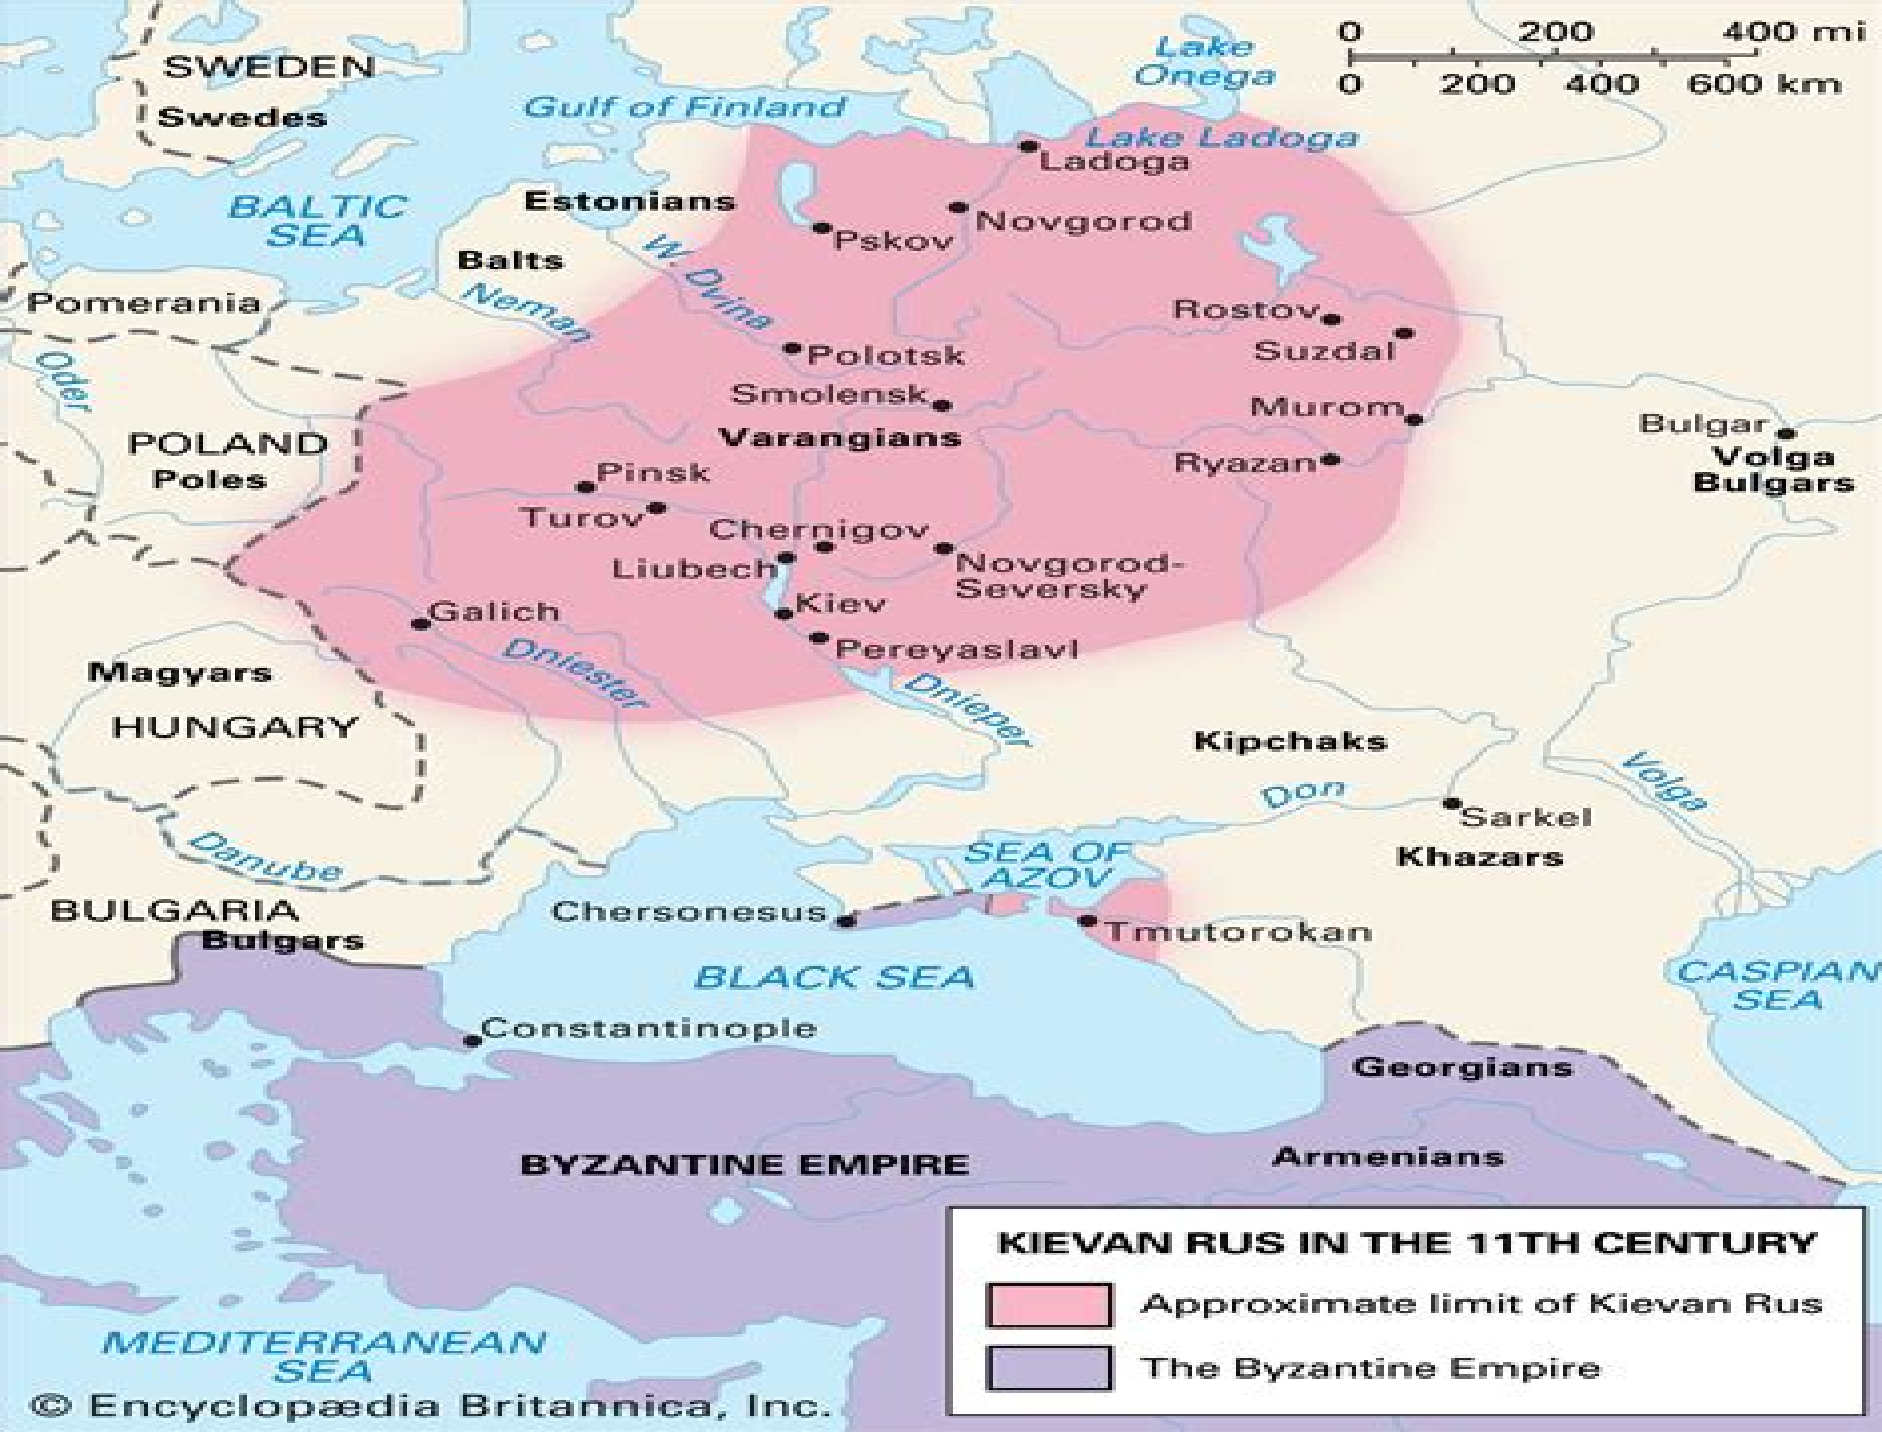 0 200 400 mi
0 200 400 600 km
SWEDEN
Swedes
Lake
Onega
Gulf of Finland
Lake Ladoga
Ladoga
BALTIC
SEA
Estonians
Novgorod
Pskov
Balts
W. Dvina
Neman
Pomerania
Rostov
Suzdal
Oder
Polotsk
Smolensk
Murom
Bulgar
Volga
Bulgars
POLAND
Poles
Varangians
Ryazan
Pinsk
Turov
Chernigov
Liubech
Novgorod-
Seversky
Kiev
Galich
Pereyaslavl
Dniester
Dnieper
Magyars
HUNGARY
Kipchaks
Don
Volga
Sarkel
Khazars
Danube
SEA OF
AZOV
BULGARIA
Bulgars
Chersonesus
Tmutorokan
BLACK SEA
CASPIAN
SEA
Constantinople
Georgians
Armenians
BYZANTINE EMPIRE
KIEVAN RUS IN THE 11TH CENTURY
Approximate limit of Kievan Rus
The Byzantine Empire
MEDITERRANEAN
SEA
© Encyclopædia Britannica, Inc.